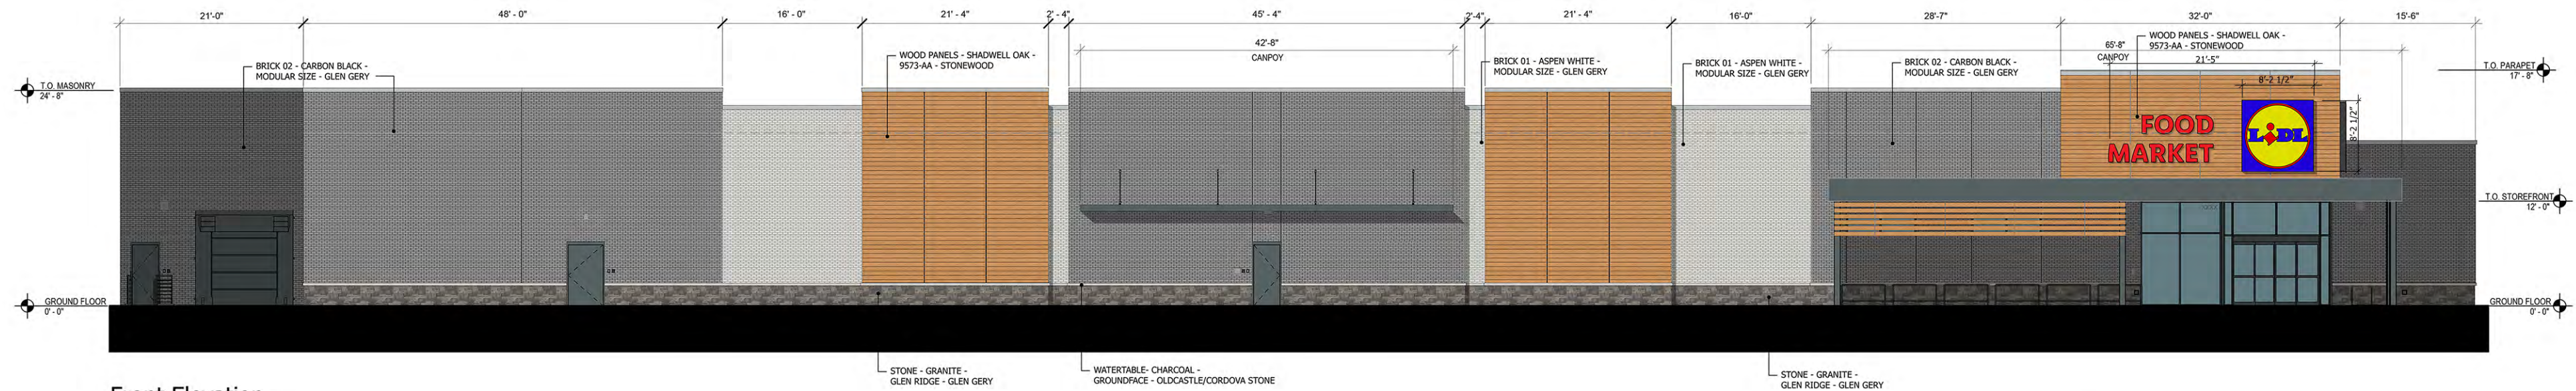 21'-0"
48' - 0"
16' - 0"
21' - 4"
2' - 4"
45' - 4"
2'-4"
21' - 4"
16'-0"
28'-7"
32'-0"
15'-6"
42'-8"
CANPOY
65'-8"
CANPOY
21'-5"
8'-2 1/2"
8'-2 1/2"
BRICK 02 - CARBON BLACK -
MODULAR SIZE - GLEN GERY
WOOD PANELS - SHADWELL OAK -
9573-AA - STONEWOOD
BRICK 01 - ASPEN WHITE -
MODULAR SIZE - GLEN GERY
BRICK 01 - ASPEN WHITE -
MODULAR SIZE - GLEN GERY
BRICK 02 - CARBON BLACK -
MODULAR SIZE - GLEN GERY
WOOD PANELS - SHADWELL OAK -
9573-AA - STONEWOOD
T.O. MASONRY
24' - 8"
T.O. PARAPET
17' - 8"
FOOD
MARKET
LIDL
T.O. STOREFRONT
12' - 0"
GROUND FLOOR
0' - 0"
GROUND FLOOR
0' - 0"
STONE - GRANITE -
GLEN RIDGE - GLEN GERY
WATERTABLE- CHARCOAL -
GROUNDFACE - OLDCASTLE/CORDOVA STONE
STONE - GRANITE -
GLEN RIDGE - GLEN GERY
Front Elevation